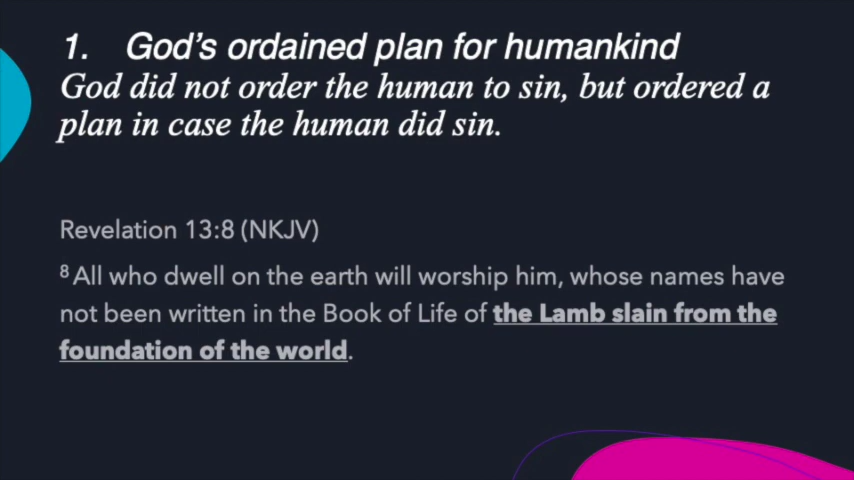 1. God's ordained plan for humankind
God did not order the human to sin, but ordered a
plan in case the human did sin.
Revelation 13:8 (NKJV)
8 All who dwell on the earth will worship him, whose names have
not been written in the Book of Life of the Lamb slain from the
foundation of the world.